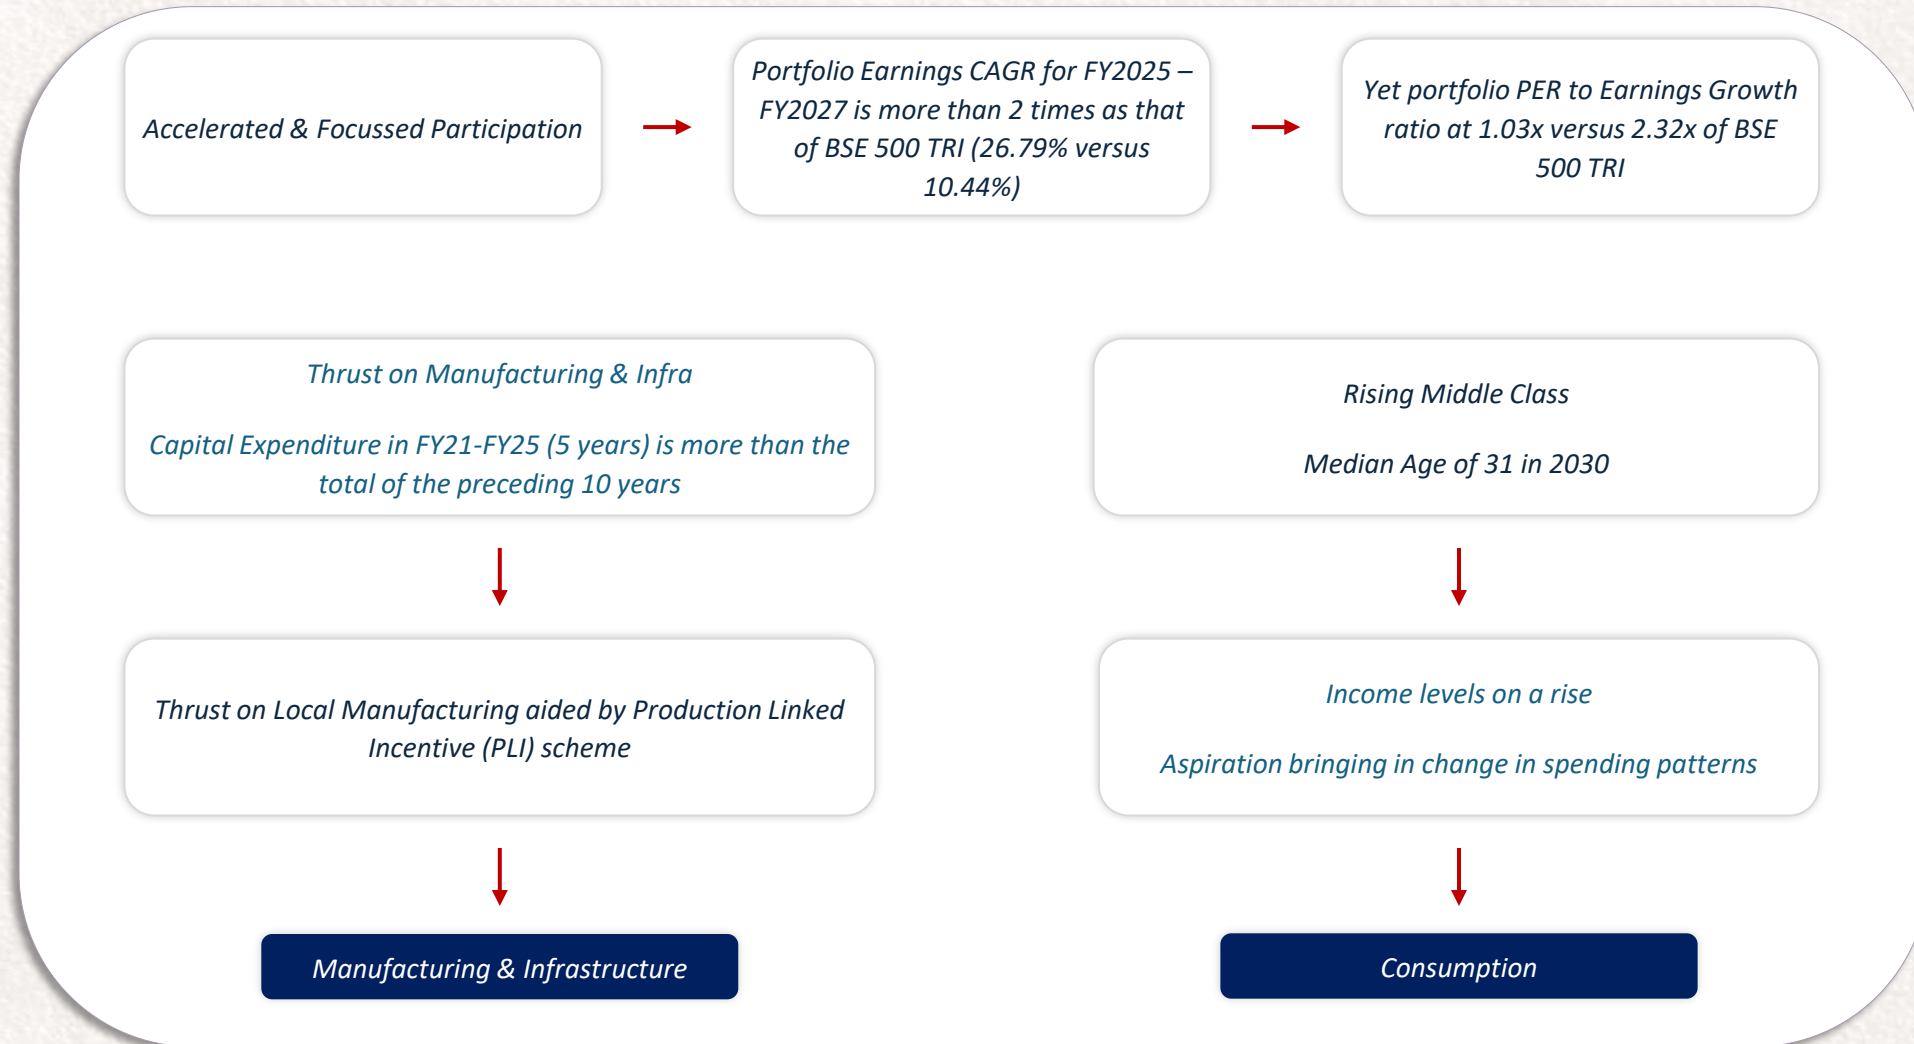 Accelerated & Focussed Participation
Portfolio Earnings CAGR for FY2025 –
FY2027 is more than 2 times as that
of BSE 500 TRI (26.79% versus
10.44%)
Yet portfolio PER to Earnings Growth
ratio at 1.03x versus 2.32x of BSE
500 TRI
Thrust on Manufacturing & Infra
Capital Expenditure in FY21-FY25 (5 years) is more than the
total of the preceding 10 years
Thrust on Local Manufacturing aided by Production Linked
Incentive (PLI) scheme
Manufacturing & Infrastructure
Rising Middle Class
Median Age of 31 in 2030
Income levels on a rise
Aspiration bringing in change in spending patterns
Consumption